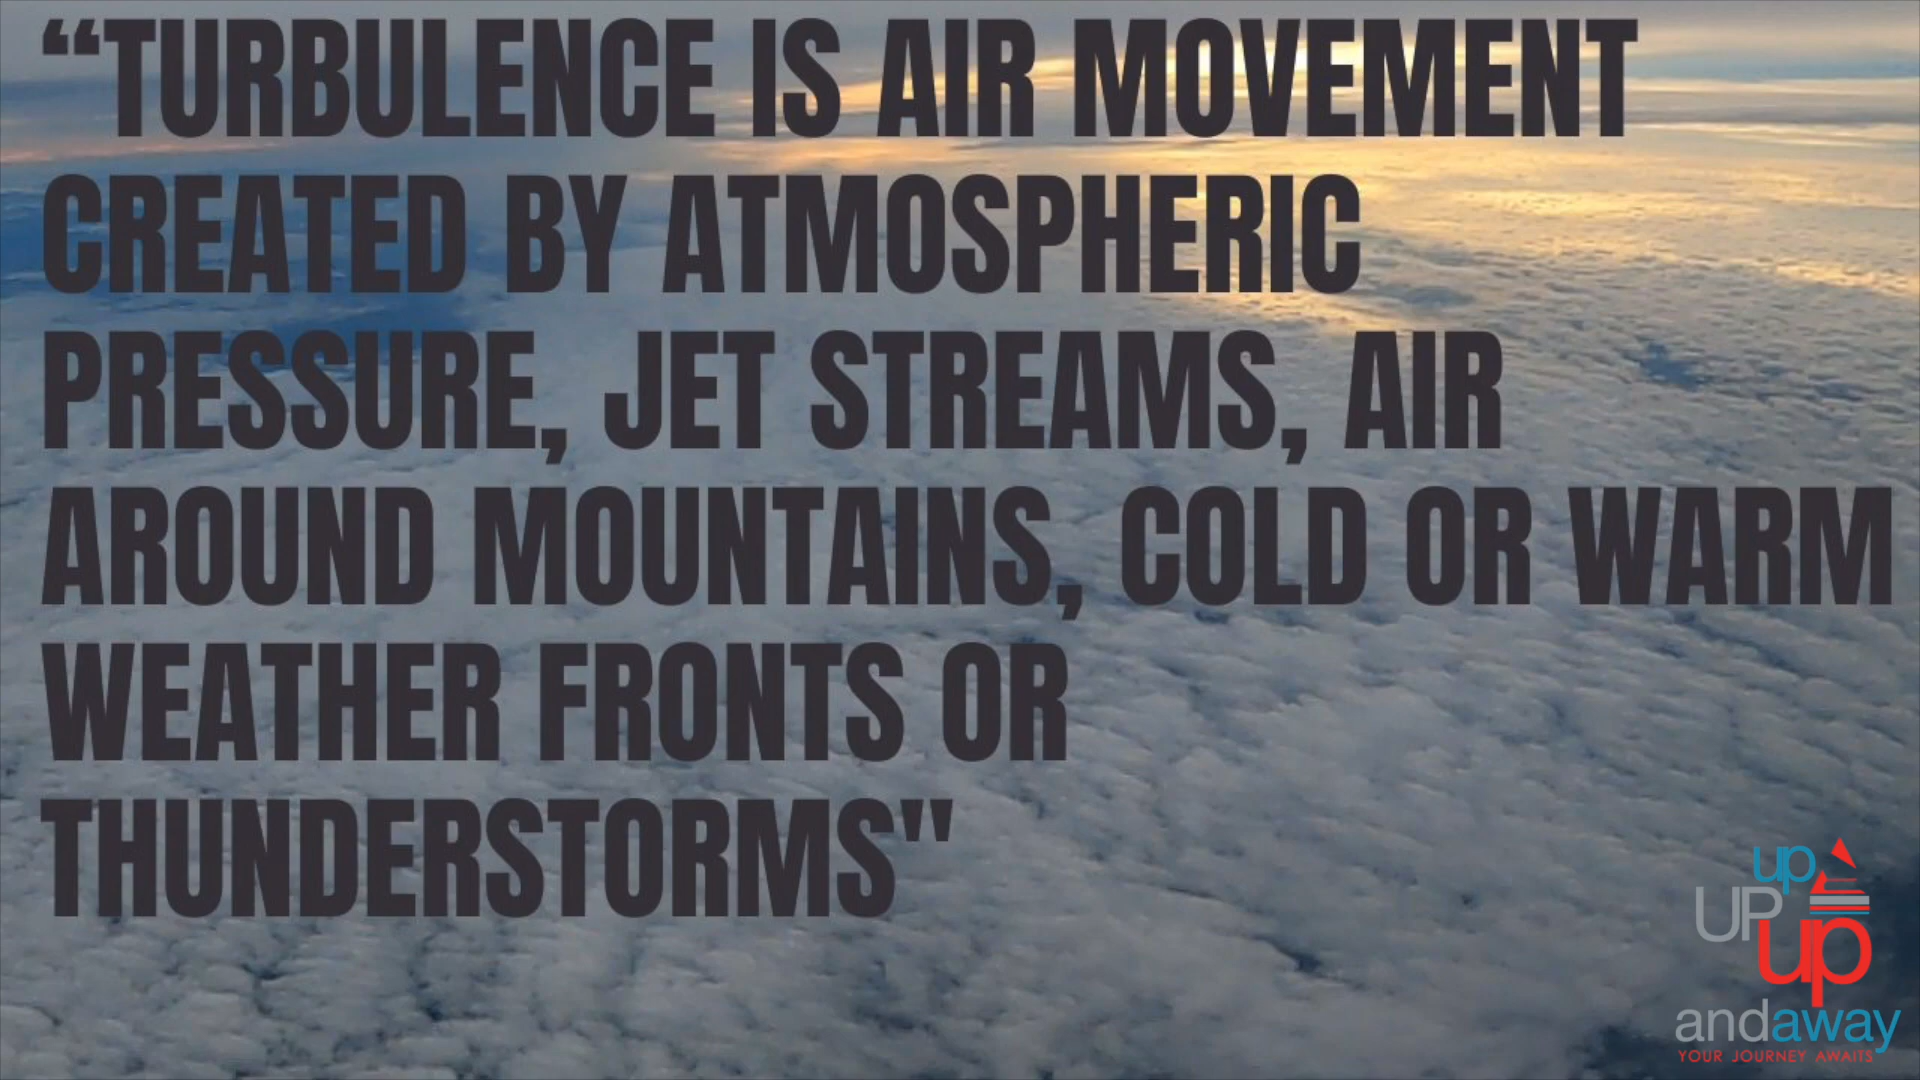 “TURBULENCE IS AIR MOVEMENT
CREATED BY ATMOSPHERIC
PRESSURE, JET STREAMS, AIR
AROUND MOUNTAINS, COLD OR WARM
WEATHER FRONTS OR
THUNDERSTORMS"
up
UP
up
andaway
YOUR JOURNEY AWAITS